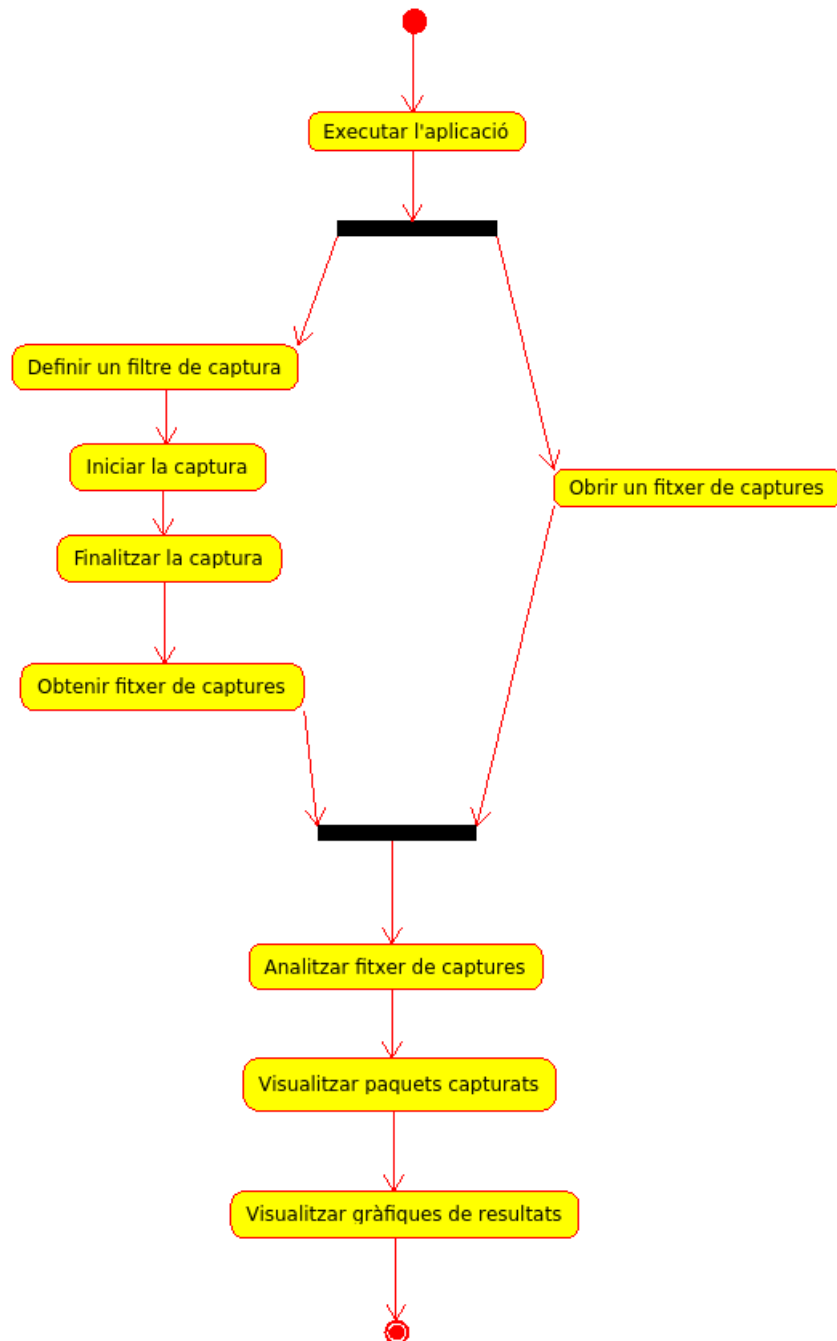 Executar l'aplicació
Definir un filtre de captura
Iniciar la captura
Obrir un fitxer de captures
Finalitzar la captura
Obtenir fitxer de captures
Analitzar fitxer de captures
Visualitzar paquets capturats
Visualitzar gràfiques de resultats